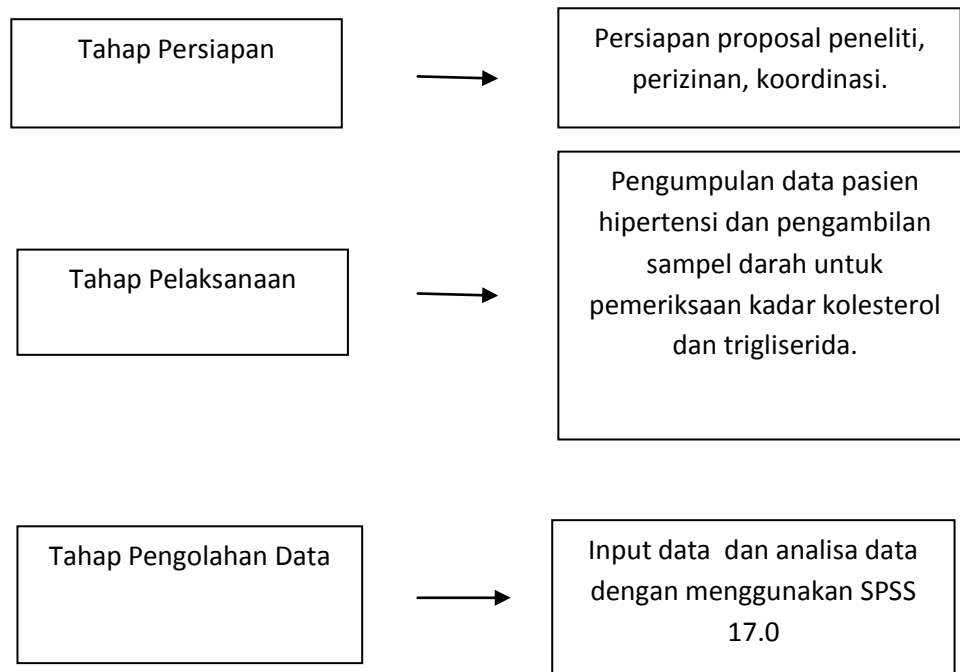 Tahap Persiapan
Persiapan proposal peneliti,
perizinan, koordinasi.
Tahap Pelaksanaan
Pengumpulan data pasien
hipertensi dan pengambilan
sampel darah untuk
pemeriksaan kadar kolesterol
dan trigliserida.
Tahap Pengolahan Data
Input data  dan analisa data
dengan menggunakan SPSS
17.0